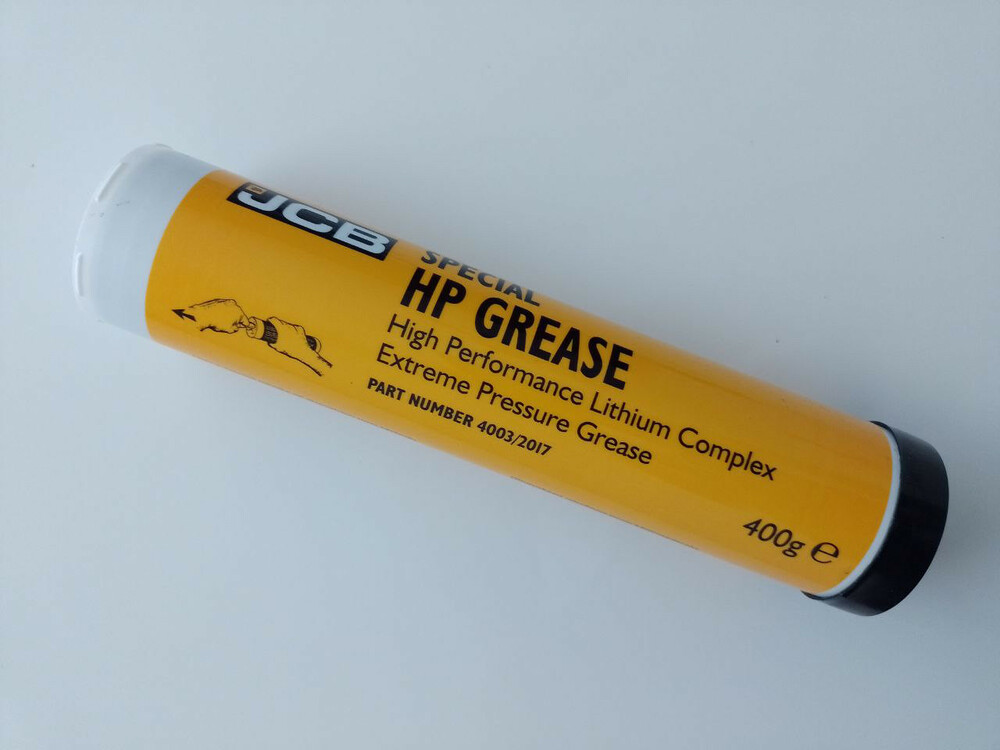 JCB
SPECIAL
HP GREASE
High Performance Lithium Complex
Extreme Pressure Grease
PART NUMBER 4003/2017
400g ℮